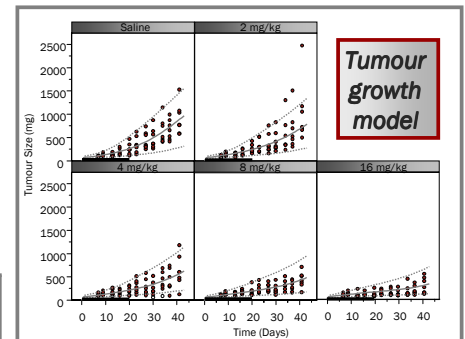 Saline
2 mg/kg
2500
2000
1500
1000
500
0
Tumour
growth
model
Tumour Size (mg)
4 mg/kg
8 mg/kg
16 mg/kg
2500
2000
1500
1000
500
0
0 10 20 30 40
0 10 20 30 40
0 10 20 30 40
Time (Days)